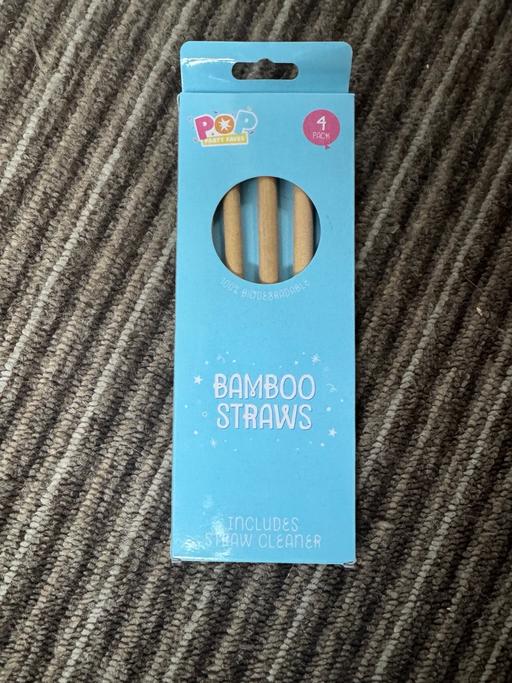 POP
PARTY FAVES
4
PACK
100% BIODEGRADABLE
BAMBOO
STRAWS
INCLUDES
STRAW CLEANER